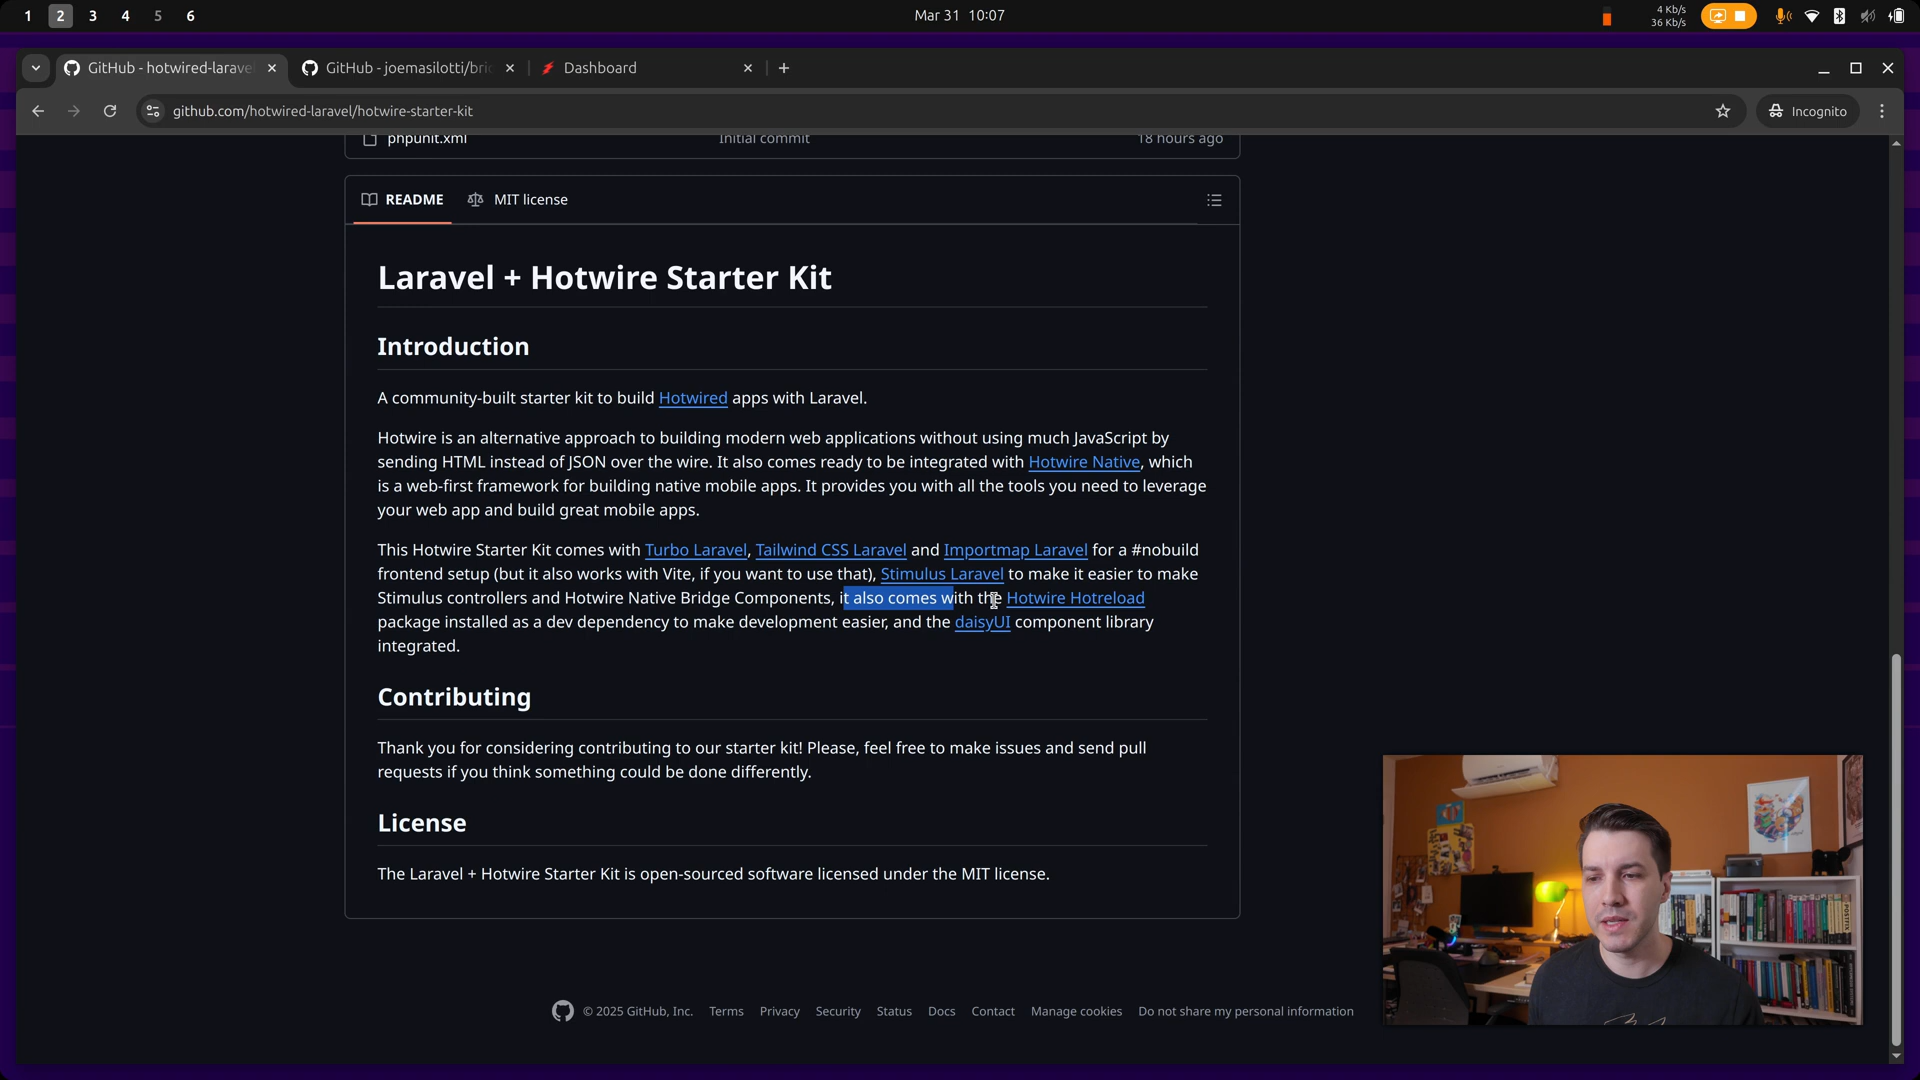 1 2 3 4 5 6
Mar 31 10:07
4 Kb/s
36 Kb/s
GitHub - hotwired-larave
GitHub - joemasilotti/bri
Dashboard
github.com/hotwired-laravel/hotwire-starter-kit
Incognito
phpunit.xml Initial commit 18 hours ago
README MIT license
Laravel + Hotwire Starter Kit
Introduction
A community-built starter kit to build Hotwired apps with Laravel.
Hotwire is an alternative approach to building modern web applications without using much JavaScript by
sending HTML instead of JSON over the wire. It also comes ready to be integrated with Hotwire Native, which
is a web-first framework for building native mobile apps. It provides you with all the tools you need to leverage
your web app and build great mobile apps.
This Hotwire Starter Kit comes with Turbo Laravel, Tailwind CSS Laravel and Importmap Laravel for a #nobuild
frontend setup (but it also works with Vite, if you want to use that), Stimulus Laravel to make it easier to make
Stimulus controllers and Hotwire Native Bridge Components, it also comes with the Hotwire Hotreload
package installed as a dev dependency to make development easier, and the daisyUI component library
integrated.
Contributing
Thank you for considering contributing to our starter kit! Please, feel free to make issues and send pull
requests if you think something could be done differently.
License
The Laravel + Hotwire Starter Kit is open-sourced software licensed under the MIT license.
© 2025 GitHub, Inc. Terms Privacy Security Status Docs Contact Manage cookies Do not share my personal information